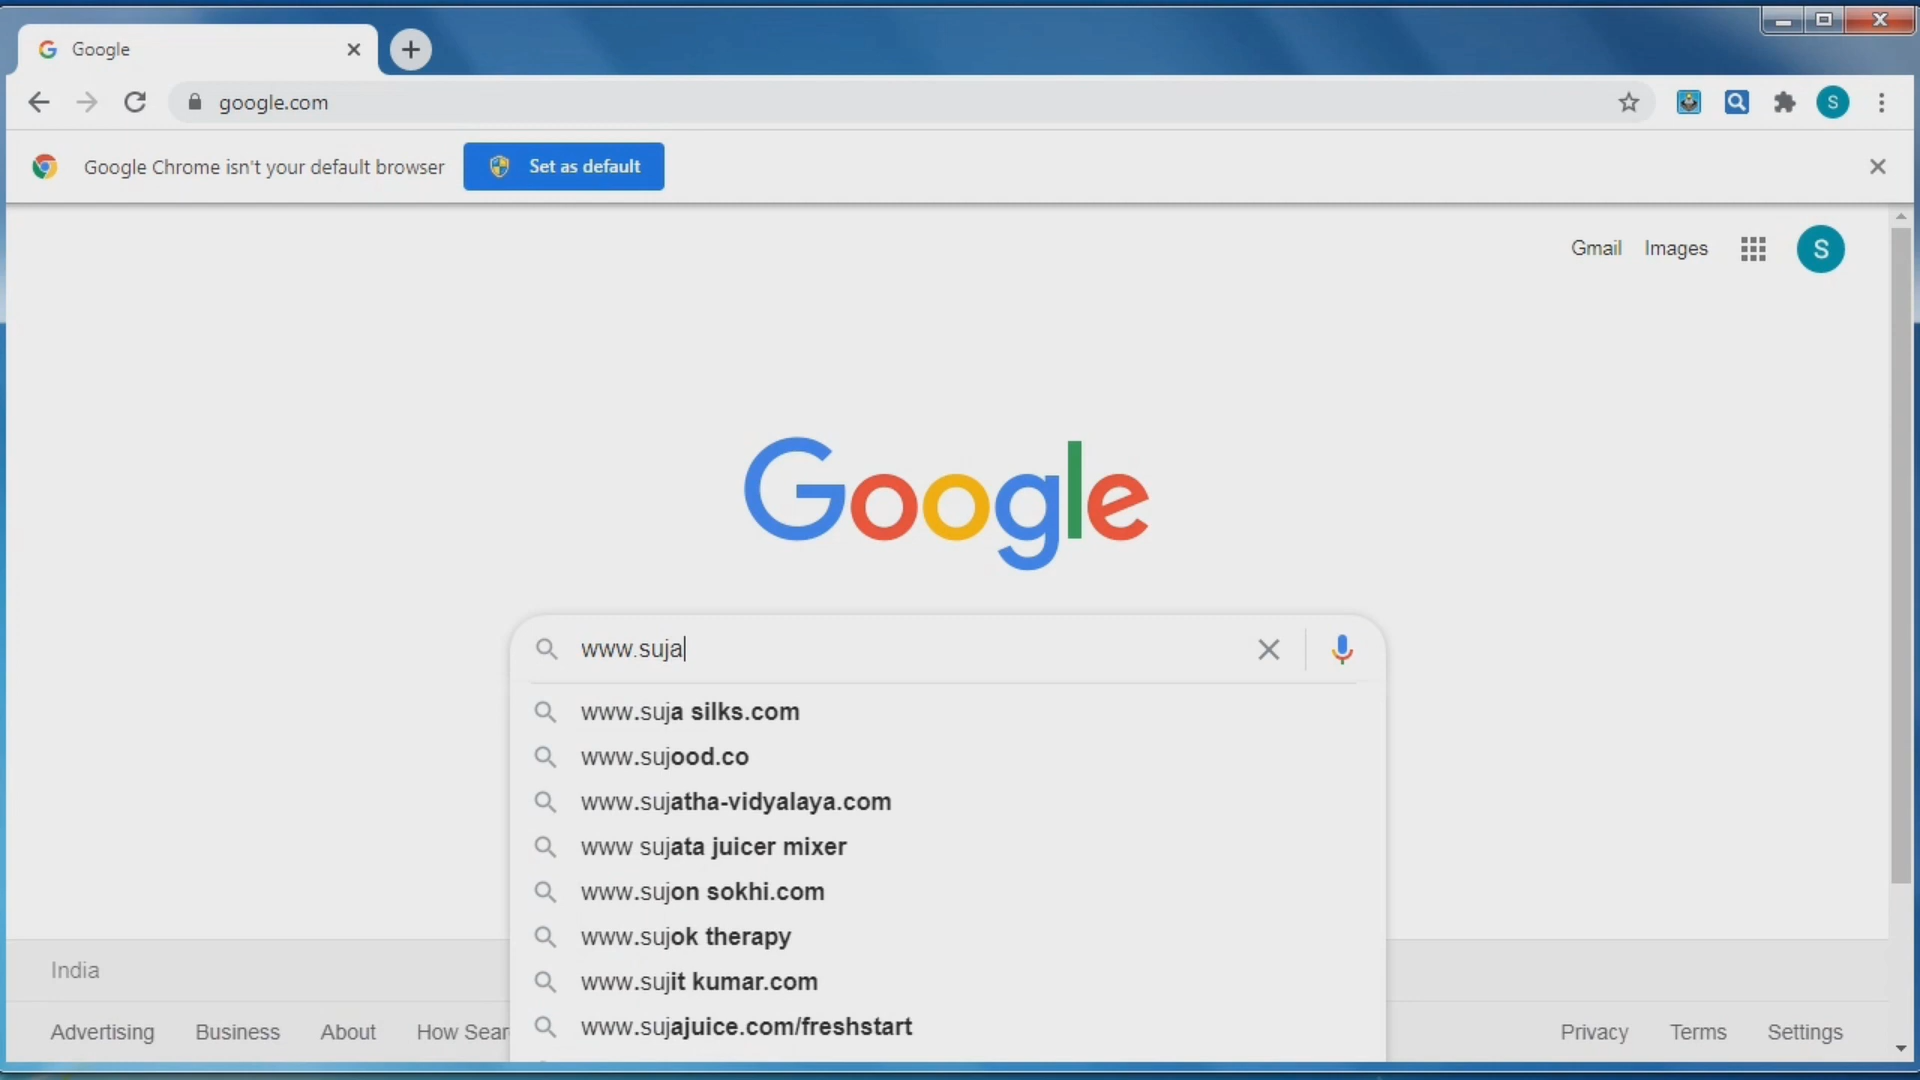 Google
google.com
S
Google Chrome isn't your default browser
Set as default
Gmail Images
S
Google
www.suja
www.suja silks.com
www.sujood.co
www.sujatha-vidyalaya.com
www sujata juicer mixer
www.sujon sokhi.com
www.sujok therapy
www.sujit kumar.com
www.sujajuice.com/freshstart
India
Advertising Business About How Sear
Privacy Terms Settings